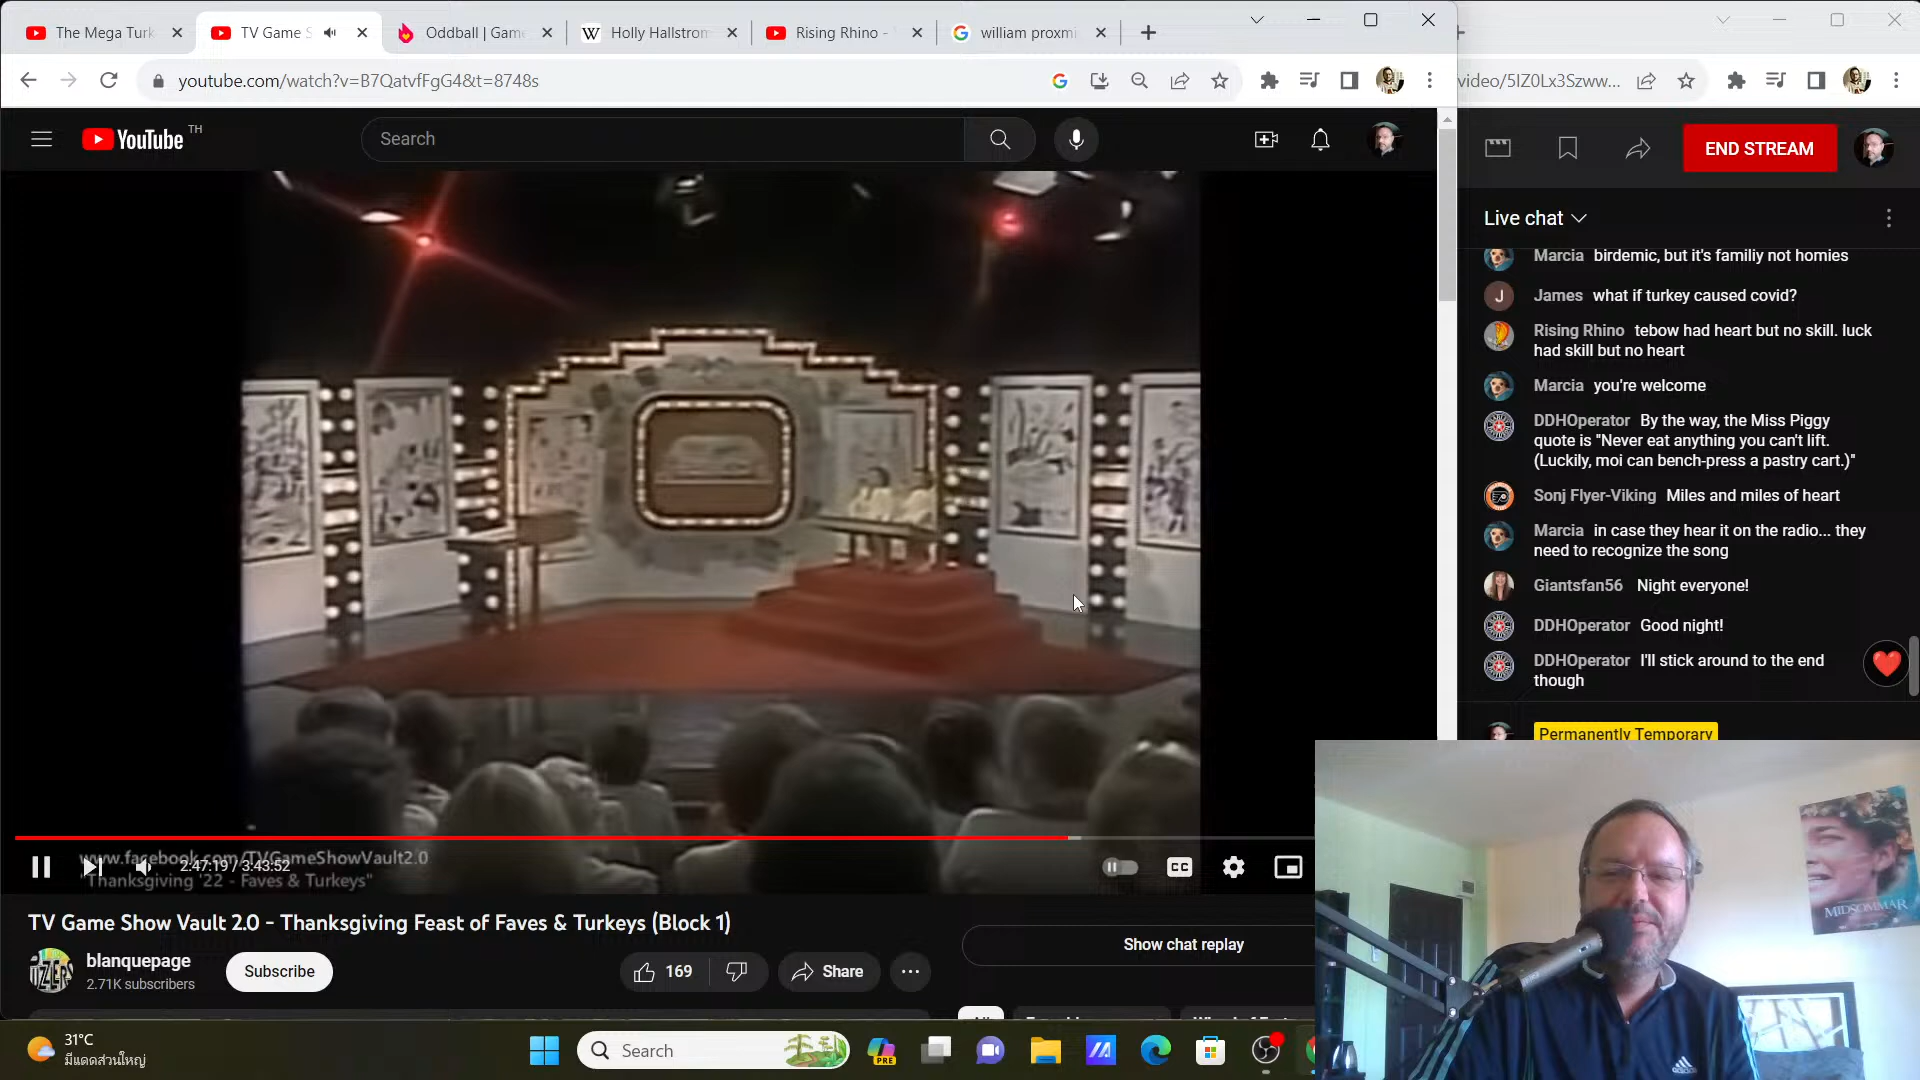 The Mega Turk
TV Game S
Oddball | Game
Holly Hallstrom
Rising Rhino -
william proxmi
youtube.com/watch?v=B7QatvfFgG4&t=8748s
video/5IZ0Lx3Szww...
YouTube TH
Search
END STREAM
Live chat
Marcia birdemic, but it's familiy not homies
J James what if turkey caused covid?
Rising Rhino tebow had heart but no skill. luck
had skill but no heart
Marcia you're welcome
DDHOperator By the way, the Miss Piggy
quote is "Never eat anything you can't lift.
(Luckily, moi can bench-press a pastry cart.)"
Sonj Flyer-Viking Miles and miles of heart
Marcia in case they hear it on the radio... they
need to recognize the song
Giantsfan56 Night everyone!
DDHOperator Good night!
DDHOperator I'll stick around to the end
though
Permanently Temporary
www.facebook.com/TVGameShowVault2.0
2:47:19 / 3:43:52
"Thanksgiving '22 - Faves & Turkeys"
CC
TV Game Show Vault 2.0 - Thanksgiving Feast of Faves & Turkeys (Block 1)
blanquepage
2.71K subscribers
Subscribe
169
Share
Show chat replay
MIDSOMMAR
adidas
31°C
มีแดดส่วนใหญ่
Search
PRE